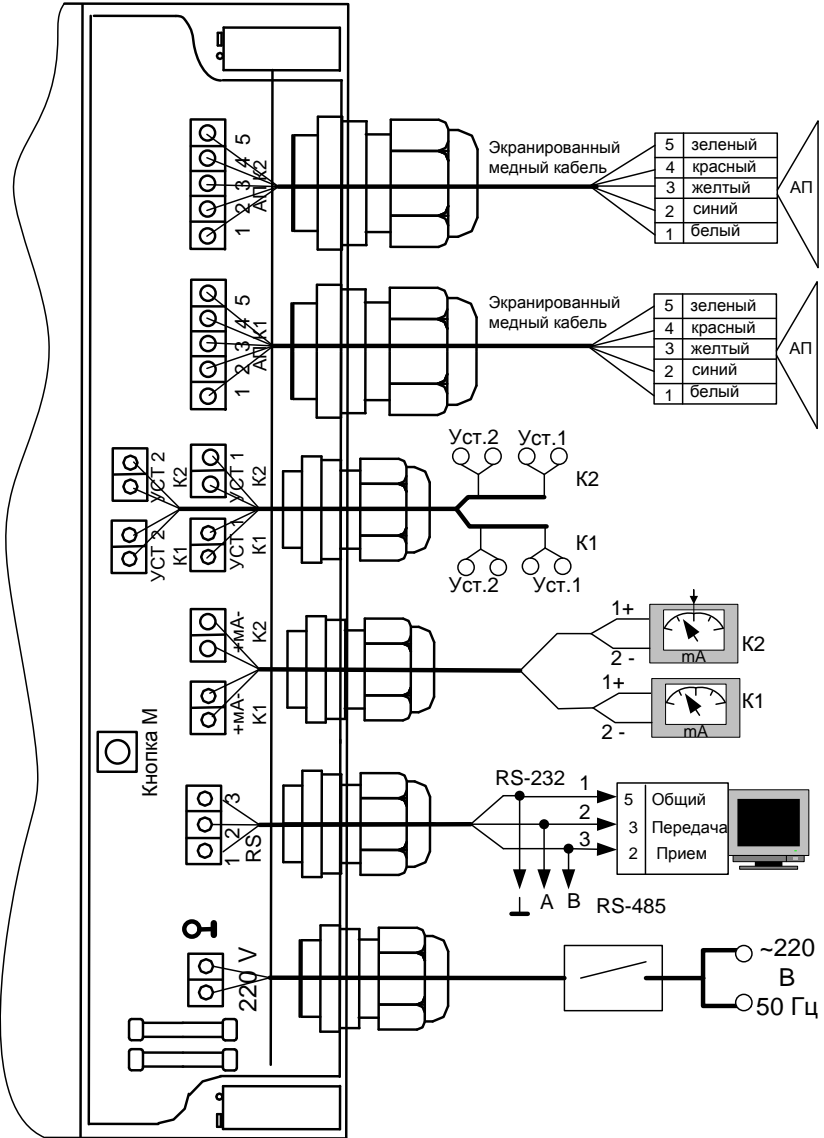 5
4
3
2
1
АП К2
Экранированный
медный кабель
5 зеленый
4 красный
3 желтый
2 синий
1 белый
АП
5
4
3
2
1
АП К1
Экранированный
медный кабель
5 зеленый
4 красный
3 желтый
2 синий
1 белый
АП
УСТ 2
К2
УСТ 1
К2
УСТ 2
К1
УСТ 1
К1
Уст.2 Уст.1
К2
К1
Уст.2 Уст.1
+мА-
К2
+мА-
К1
1+
2 -
mA
К2
1+
2 -
mA
К1
Кнопка М
1 2 3
RS
RS-232
1
2
3
5 Общий
3 Передача
2 Прием
A B RS-485
220 V
~220
В
50 Гц